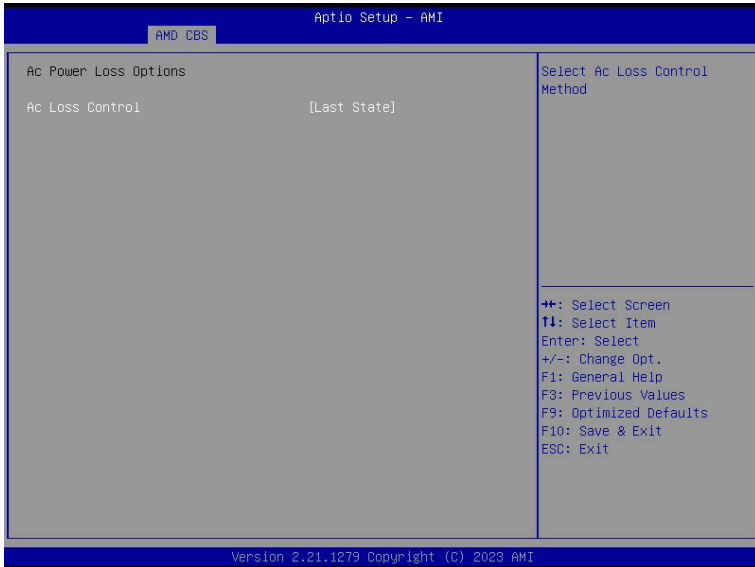 Aptio Setup – AMI
AMD CBS
Ac Power Loss Options
Ac Loss Control [Last State]
Select Ac Loss Control
Method
→←: Select Screen
↑↓: Select Item
Enter: Select
+/-: Change Opt.
F1: General Help
F3: Previous Values
F9: Optimized Defaults
F10: Save & Exit
ESC: Exit
Version 2.21.1279 Copyright (C) 2023 AMI